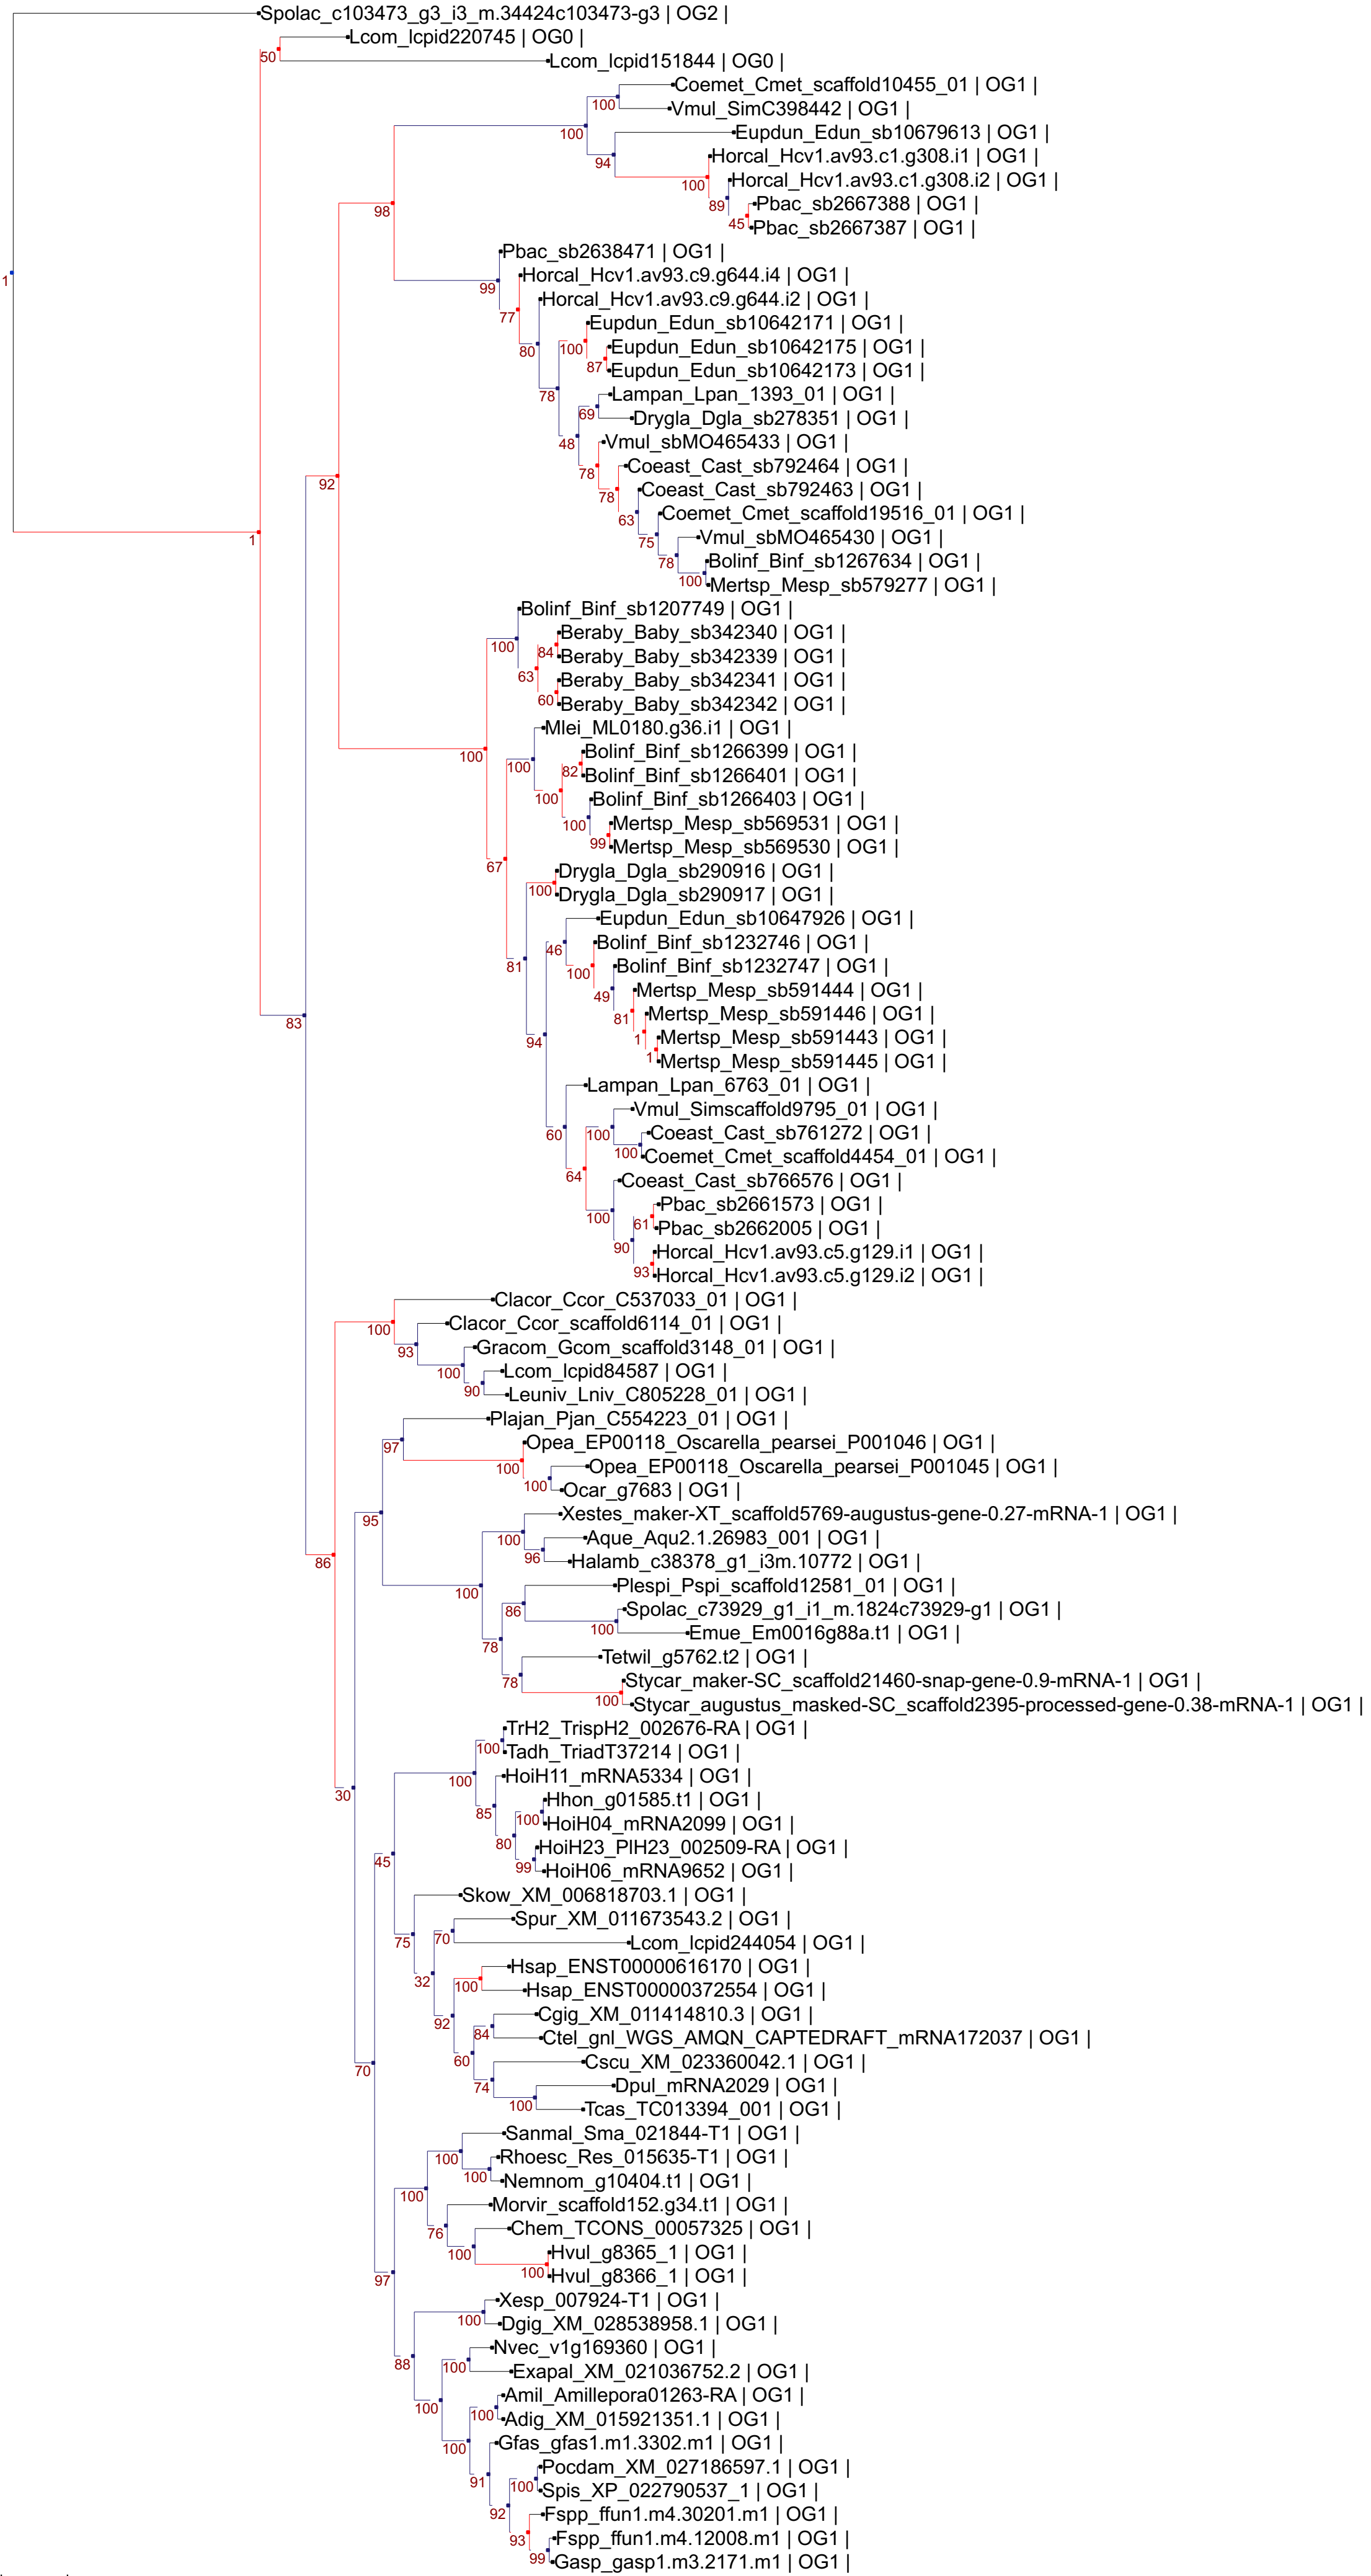 Spolac_c103473_g3_i3_m.34424c103473-g3 | OG2 |
Lcom_lcpid220745 | OG0 |
50
Lcom_lcpid151844 | OG0 |
Coemet_Cmet_scaffold10455_01 | OG1 |
100
Vmul_SimC398442 | OG1 |
100
Eupdun_Edun_sb10679613 | OG1 |
94
Horcal_Hcv1.av93.c1.g308.i1 | OG1 |
100
Horcal_Hcv1.av93.c1.g308.i2 | OG1 |
89
Pbac_sb2667388 | OG1 |
98
45
Pbac_sb2667387 | OG1 |
Pbac_sb2638471 | OG1 |
1
99
Horcal_Hcv1.av93.c9.g644.i4 | OG1 |
Horcal_Hcv1.av93.c9.g644.i2 | OG1 |
77
Eupdun_Edun_sb10642171 | OG1 |
80
100
Eupdun_Edun_sb10642175 | OG1 |
87
Eupdun_Edun_sb10642173 | OG1 |
78
Lampan_Lpan_1393_01 | OG1 |
69
Drygla_Dgla_sb278351 | OG1 |
48
Vmul_sbMO465433 | OG1 |
78
Coeast_Cast_sb792464 | OG1 |
92
78
Coeast_Cast_sb792463 | OG1 |
63
Coemet_Cmet_scaffold19516_01 | OG1 |
1
75
Vmul_sbMO465430 | OG1 |
78
Bolinf_Binf_sb1267634 | OG1 |
100
Mertsp_Mesp_sb579277 | OG1 |
Bolinf_Binf_sb1207749 | OG1 |
100
Beraby_Baby_sb342340 | OG1 |
84
Beraby_Baby_sb342339 | OG1 |
63
Beraby_Baby_sb342341 | OG1 |
60
Beraby_Baby_sb342342 | OG1 |
Mlei_ML0180.g36.i1 | OG1 |
100
Bolinf_Binf_sb1266399 | OG1 |
100
82
Bolinf_Binf_sb1266401 | OG1 |
100
Bolinf_Binf_sb1266403 | OG1 |
100
Mertsp_Mesp_sb569531 | OG1 |
99
Mertsp_Mesp_sb569530 | OG1 |
67
Drygla_Dgla_sb290916 | OG1 |
100
Drygla_Dgla_sb290917 | OG1 |
Eupdun_Edun_sb10647926 | OG1 |
46
Bolinf_Binf_sb1232746 | OG1 |
81
100
Bolinf_Binf_sb1232747 | OG1 |
49
Mertsp_Mesp_sb591444 | OG1 |
83
81
Mertsp_Mesp_sb591446 | OG1 |
94
1
Mertsp_Mesp_sb591443 | OG1 |
1
Mertsp_Mesp_sb591445 | OG1 |
Lampan_Lpan_6763_01 | OG1 |
Vmul_Simscaffold9795_01 | OG1 |
60
100
Coeast_Cast_sb761272 | OG1 |
100
Coemet_Cmet_scaffold4454_01 | OG1 |
64
Coeast_Cast_sb766576 | OG1 |
100
Pbac_sb2661573 | OG1 |
61
Pbac_sb2662005 | OG1 |
90
Horcal_Hcv1.av93.c5.g129.i1 | OG1 |
93
Horcal_Hcv1.av93.c5.g129.i2 | OG1 |
Clacor_Ccor_C537033_01 | OG1 |
100
Clacor_Ccor_scaffold6114_01 | OG1 |
93
Gracom_Gcom_scaffold3148_01 | OG1 |
100
Lcom_lcpid84587 | OG1 |
90
Leuniv_Lniv_C805228_01 | OG1 |
Plajan_Pjan_C554223_01 | OG1 |
97
Opea_EP00118_Oscarella_pearsei_P001046 | OG1 |
100
Opea_EP00118_Oscarella_pearsei_P001045 | OG1 |
100
Ocar_g7683 | OG1 |
95
Xestes_maker-XT_scaffold5769-augustus-gene-0.27-mRNA-1 | OG1 |
100
Aque_Aqu2.1.26983_001 | OG1 |
86
96
Halamb_c38378_g1_i3m.10772 | OG1 |
100
Plespi_Pspi_scaffold12581_01 | OG1 |
86
Spolac_c73929_g1_i1_m.1824c73929-g1 | OG1 |
100
Emue_Em0016g88a.t1 | OG1 |
78
Tetwil_g5762.t2 | OG1 |
78
Stycar_maker-SC_scaffold21460-snap-gene-0.9-mRNA-1 | OG1 |
100
Stycar_augustus_masked-SC_scaffold2395-processed-gene-0.38-mRNA-1 | OG1 |
TrH2_TrispH2_002676-RA | OG1 |
100
Tadh_TriadT37214 | OG1 |
100
HoiH11_mRNA5334 | OG1 |
30
Hhon_g01585.t1 | OG1 |
85
100
HoiH04_mRNA2099 | OG1 |
80
HoiH23_PlH23_002509-RA | OG1 |
45
99
HoiH06_mRNA9652 | OG1 |
Skow_XM_006818703.1 | OG1 |
Spur_XM_011673543.2 | OG1 |
75
70
Lcom_lcpid244054 | OG1 |
Hsap_ENST00000616170 | OG1 |
32
100
Hsap_ENST00000372554 | OG1 |
Cgig_XM_011414810.3 | OG1 |
92
84
Ctel_gnl_WGS_AMQN_CAPTEDRAFT_mRNA172037 | OG1 |
60
Cscu_XM_023360042.1 | OG1 |
70
74
Dpul_mRNA2029 | OG1 |
100
Tcas_TC013394_001 | OG1 |
Sanmal_Sma_021844-T1 | OG1 |
100
Rhoesc_Res_015635-T1 | OG1 |
100
Nemnom_g10404.t1 | OG1 |
100
Morvir_scaffold152.g34.t1 | OG1 |
76
Chem_TCONS_00057325 | OG1 |
100
Hvul_g8365_1 | OG1 |
100
Hvul_g8366_1 | OG1 |
97
Xesp_007924-T1 | OG1 |
100
Dgig_XM_028538958.1 | OG1 |
Nvec_v1g169360 | OG1 |
88
100
Exapal_XM_021036752.2 | OG1 |
Amil_Amillepora01263-RA | OG1 |
100
100
Adig_XM_015921351.1 | OG1 |
Gfas_gfas1.m1.3302.m1 | OG1 |
100
Pocdam_XM_027186597.1 | OG1 |
91
100
Spis_XP_022790537_1 | OG1 |
92
Fspp_ffun1.m4.30201.m1 | OG1 |
93
Fspp_ffun1.m4.12008.m1 | OG1 |
99
Gasp_gasp1.m3.2171.m1 | OG1 |